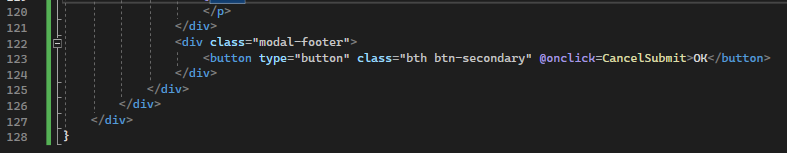 120 </p>
121 </div>
122 <div class="modal-footer">
123 <button type="button" class="bth btn-secondary" @onclick=CancelSubmit>OK</button>
124 </div>
125 </div>
126 </div>
127 </div>
128 }